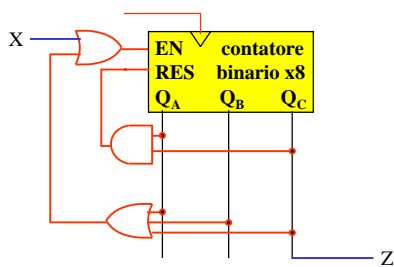 X
EN contatore
RES binario x8
QA QB QC
Z